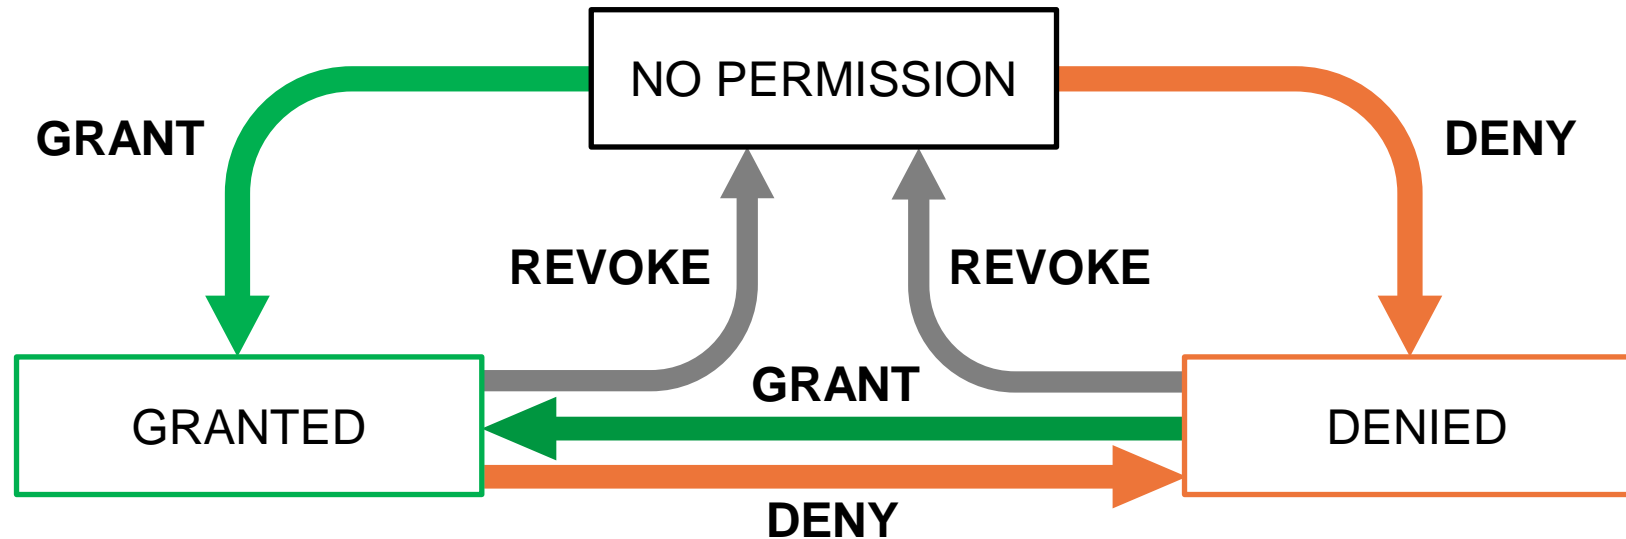 NO PERMISSION
GRANT
DENY
REVOKE
REVOKE
GRANT
GRANTED
DENIED
DENY